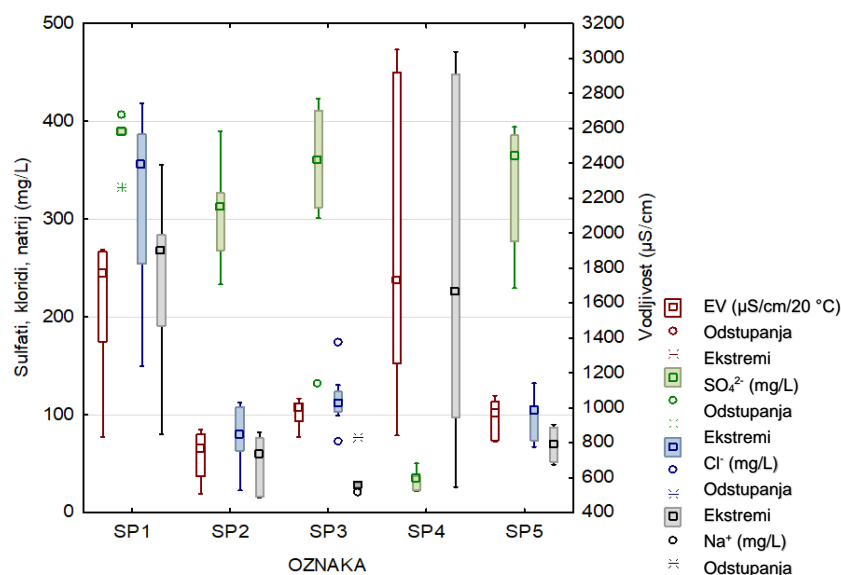 500
400
300
200
100
0
Sulfati, kloridi, natrij (mg/L)
3200
3000
2800
2600
2400
2200
2000
1800
1600
1400
1200
1000
800
600
400
Vodljivost (µS/cm)
SP1 SP2 SP3 SP4 SP5
OZNAKA
EV (µS/cm/20 °C)
Odstupanja
Ekstremi
SO₄²⁻ (mg/L)
Odstupanja
Ekstremi
Cl⁻ (mg/L)
Odstupanja
Ekstremi
Na⁺ (mg/L)
Odstupanja